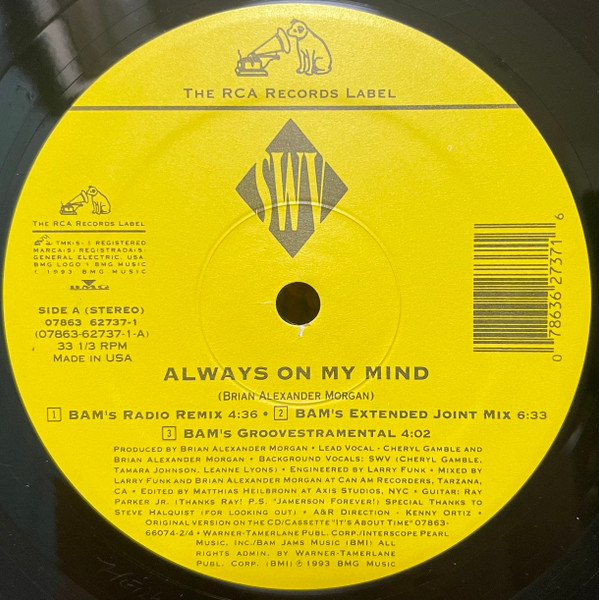 The RCA Records Label
SWV
The RCA Records Label
TMK(S) ® REGISTERED
MARCA(S) REGISTRADA(S)
GENERAL ELECTRIC, USA.
BMG LOGO ® BMG MUSIC
© 1993 BMG MUSIC
BMG
SIDE A (STEREO)
07863 62737-1
(07863-62737-1-A)
33 1/3 RPM
MADE IN USA
0 78636 27371 6
ALWAYS ON MY MIND
(BRIAN ALEXANDER MORGAN)
1 BAM'S RADIO REMIX 4:36 • 2 BAM'S EXTENDED JOINT MIX 6:33
3 BAM'S GROOVESTRAMENTAL 4:02
PRODUCED BY BRIAN ALEXANDER MORGAN • LEAD VOCAL - CHERYL GAMBLE AND
BRIAN ALEXANDER MORGAN • BACKGROUND VOCALS: SWV (CHERYL GAMBLE,
TAMARA JOHNSON, LEANNE LYONS) • ENGINEERED BY LARRY FUNK • MIXED BY
LARRY FUNK AND BRIAN ALEXANDER MORGAN AT CAN AM RECORDERS, TARZANA,
CA • EDITED BY MATTHIAS HEILBRONN AT AXIS STUDIOS, NYC • GUITAR: RAY
PARKER JR. (THANKS RAY! P.S. "JAMERSON FOREVER!") SPECIAL THANKS TO
STEVE HALQUIST (FOR LOOKING OUT) • A&R DIRECTION - KENNY ORTIZ •
ORIGINAL VERSION ON THE CD/CASSETTE "IT'S ABOUT TIME" 07863-
66074-2/4 • WARNER-TAMERLANE PUBL. CORP./INTERSCOPE PEARL
MUSIC, INC./BAM JAMS MUSIC (BMI) ALL
RIGHTS ADMIN. BY WARNER-TAMERLANE
PUBL. CORP. (BMI) ℗ 1993 BMG MUSIC